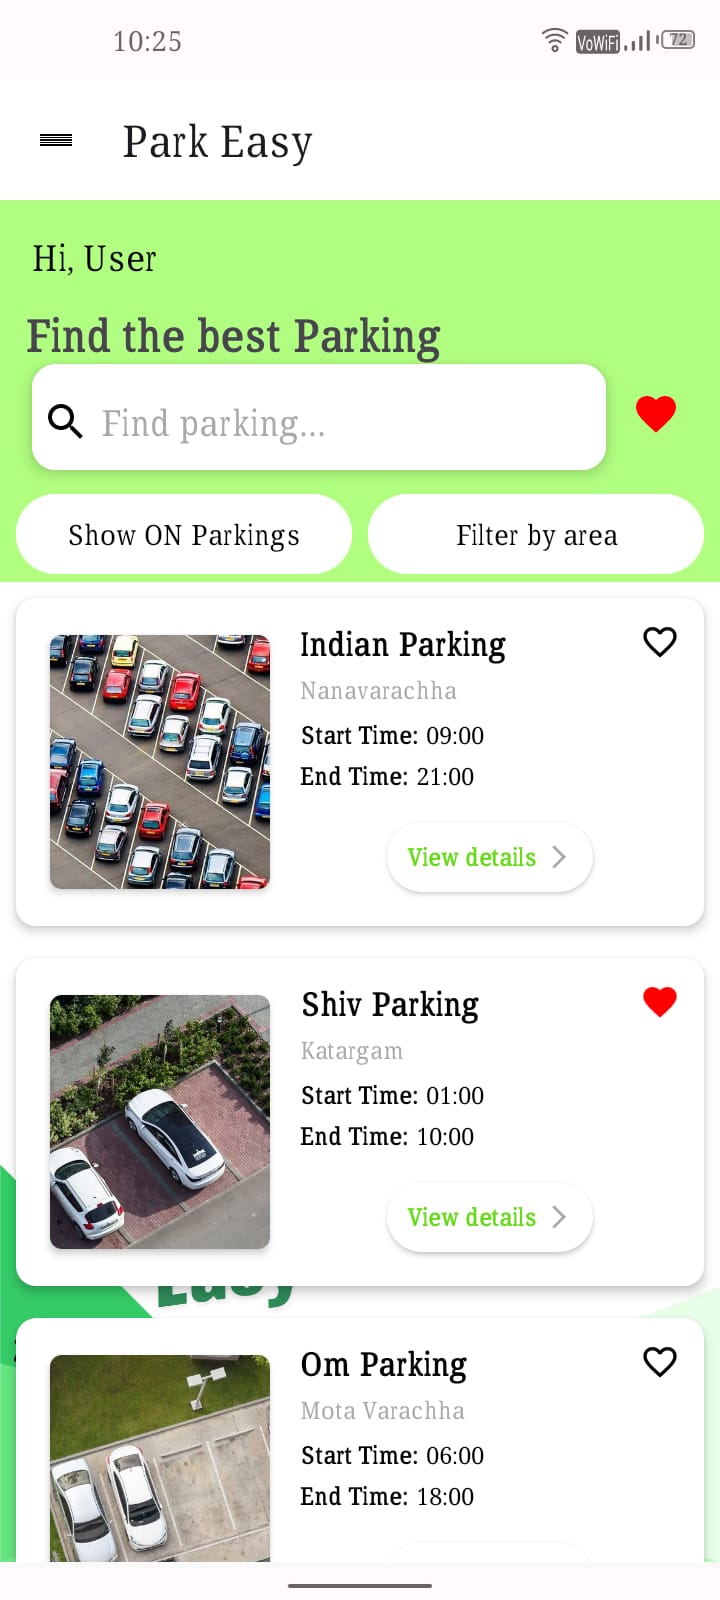 10:25
VoWiFi
72
Park Easy
Hi, User
Find the best Parking
Find parking...
Show ON Parkings
Filter by area
Indian Parking
Nanavarachha
Start Time: 09:00
End Time: 21:00
View details
Shiv Parking
Katargam
Start Time: 01:00
End Time: 10:00
View details
Easy
Om Parking
Mota Varachha
Start Time: 06:00
End Time: 18:00